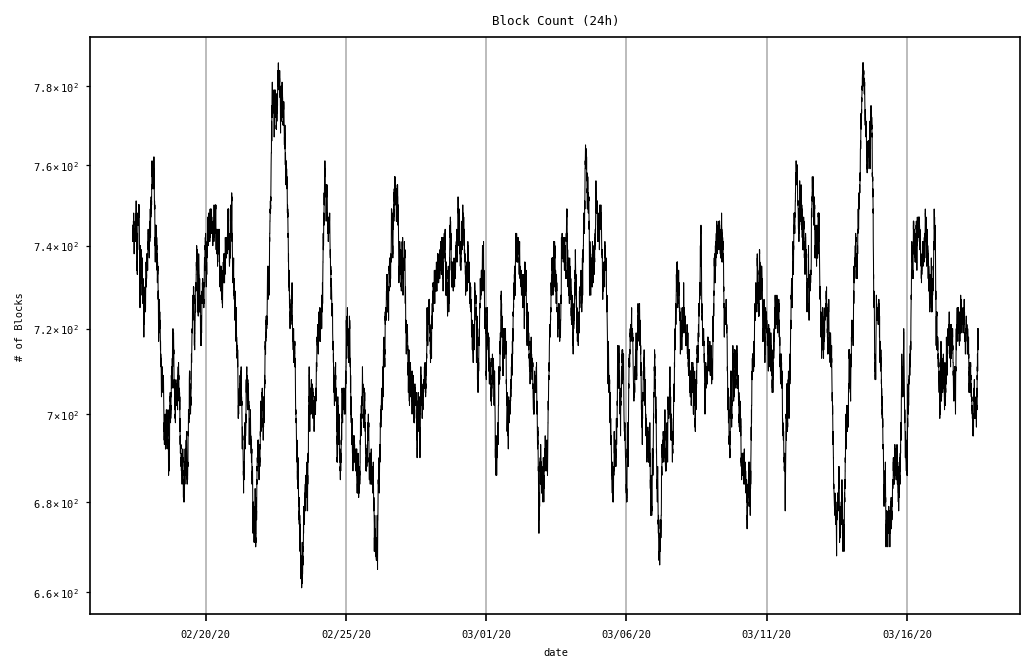 Block Count (24h)
7.8×10²
7.6×10²
7.4×10²
7.2×10²
7×10²
6.8×10²
6.6×10²
# of Blocks
02/20/20 02/25/20 03/01/20 03/06/20 03/11/20 03/16/20
date